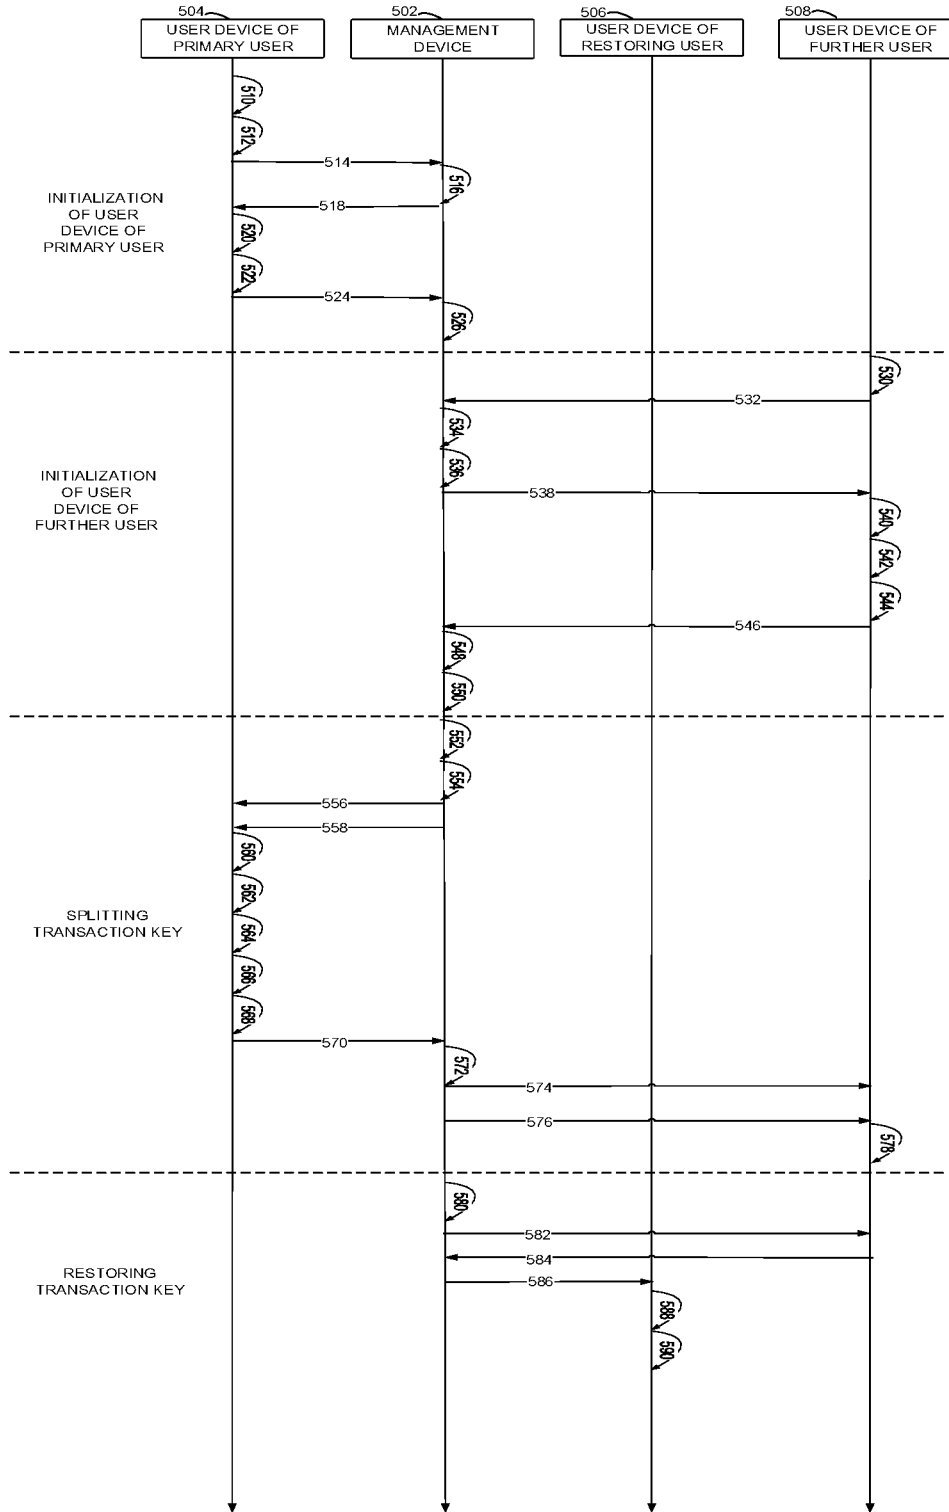 504
502
506
508
USER DEVICE OF
PRIMARY USER
MANAGEMENT
DEVICE
USER DEVICE OF
RESTORING USER
USER DEVICE OF
FURTHER USER
510
512
514
516
518
520
522
524
526
INITIALIZATION
OF USER
DEVICE OF
PRIMARY USER
530
532
534
536
538
540
542
544
546
548
550
INITIALIZATION
OF USER
DEVICE OF
FURTHER USER
552
554
556
558
560
562
564
566
568
570
572
574
576
578
SPLITTING
TRANSACTION KEY
580
582
584
586
588
590
RESTORING
TRANSACTION KEY